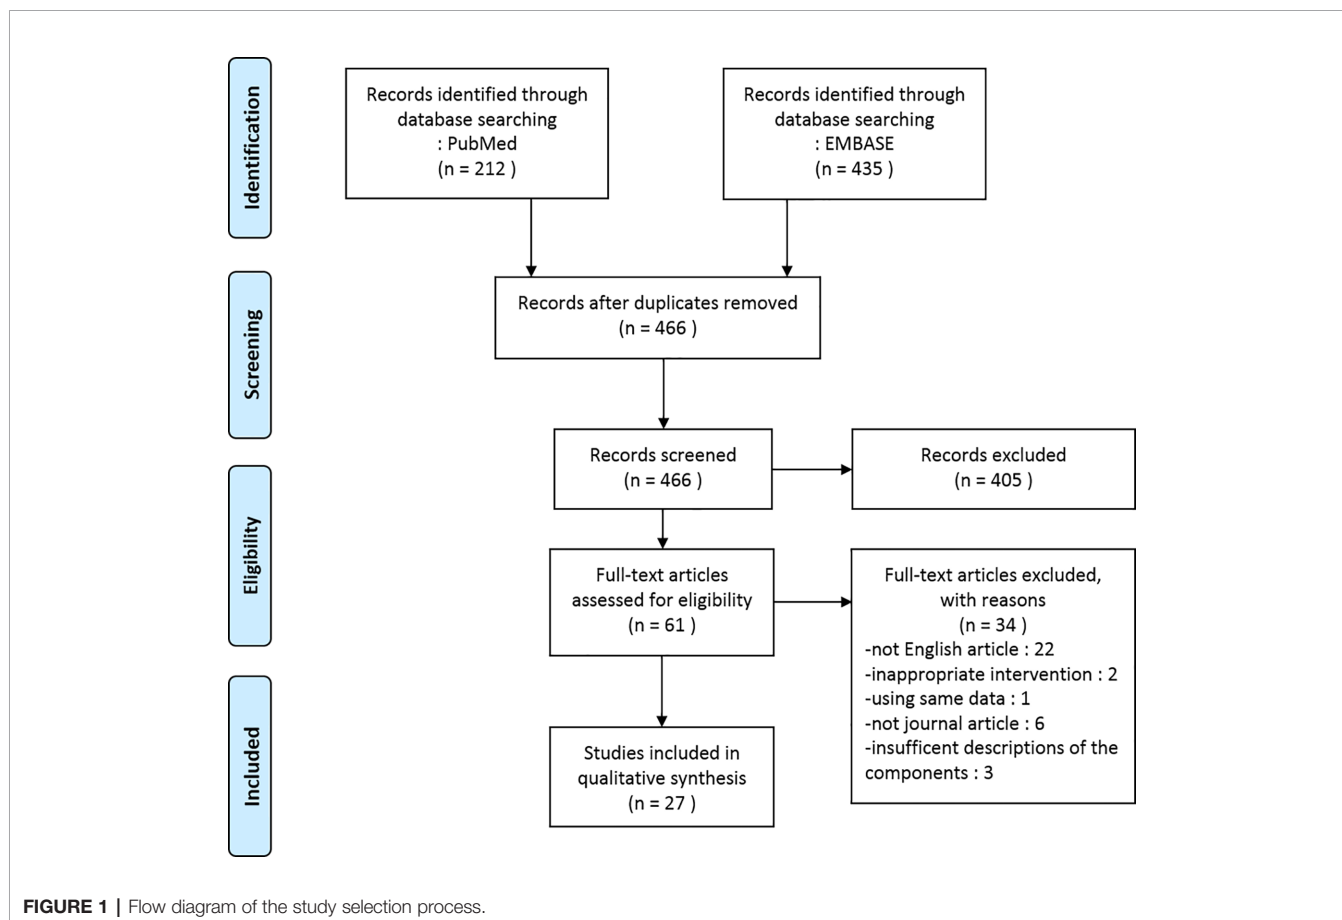 Identification
Records identified through
database searching
: PubMed
(n = 212 )
Records identified through
database searching
: EMBASE
(n = 435 )
Screening
Records after duplicates removed
(n = 466 )
Records screened
(n = 466 )
Records excluded
(n = 405 )
Eligibility
Full-text articles
assessed for eligibility
(n = 61 )
Full-text articles excluded,
with reasons
(n = 34 )
-not English article : 22
-inappropriate intervention : 2
-using same data : 1
-not journal article : 6
-insufficent descriptions of the
components : 3
Included
Studies included in
qualitative synthesis
(n = 27 )
FIGURE 1 | Flow diagram of the study selection process.